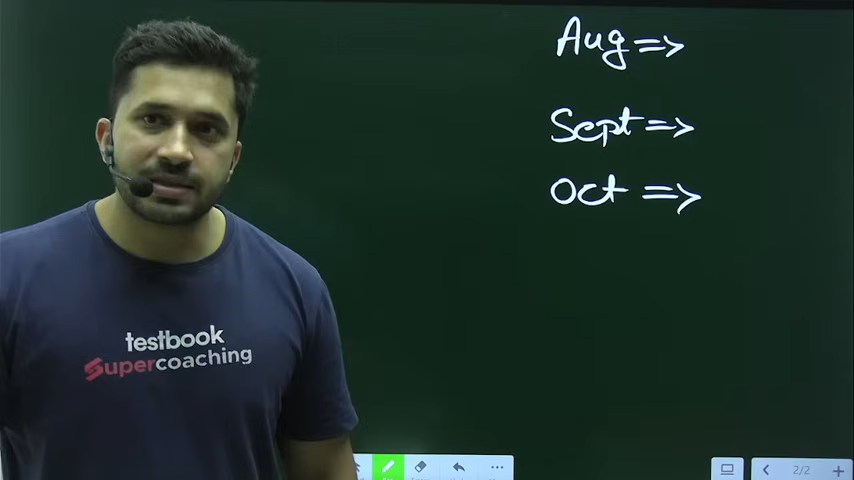 Aug =>
Sept =>
Oct =>
testbook
Supercoaching
2/2